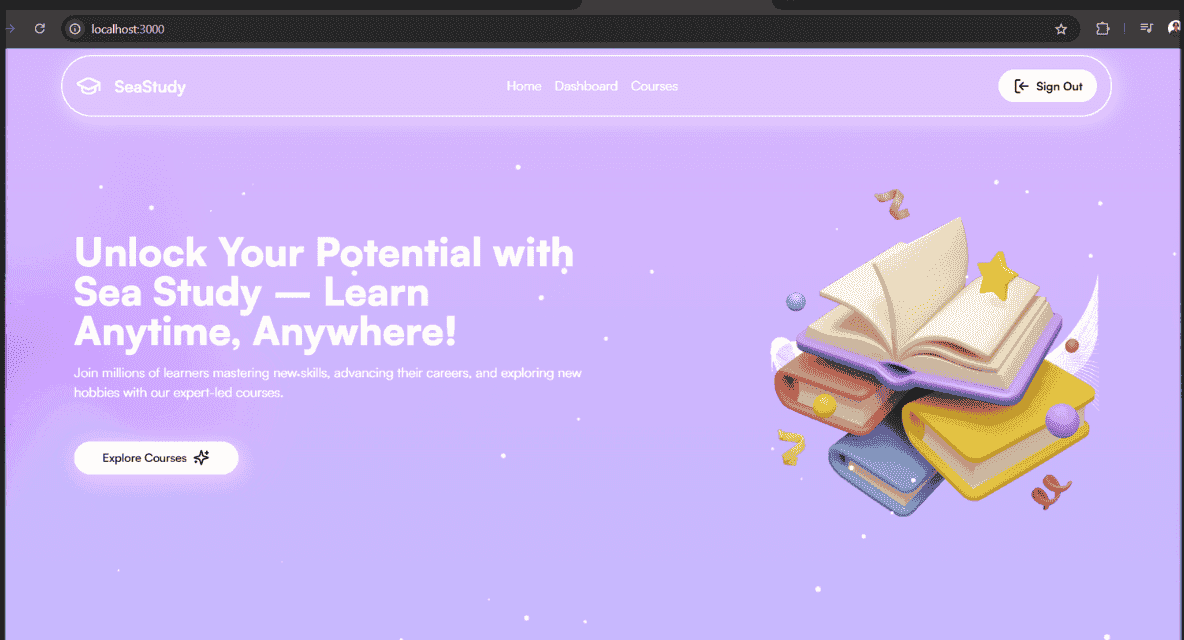 localhost:3000
SeaStudy
Home Dashboard Courses
Sign Out
Unlock Your Potential with
Sea Study — Learn
Anytime, Anywhere!
Join millions of learners mastering new skills, advancing their careers, and exploring new
hobbies with our expert-led courses.
Explore Courses